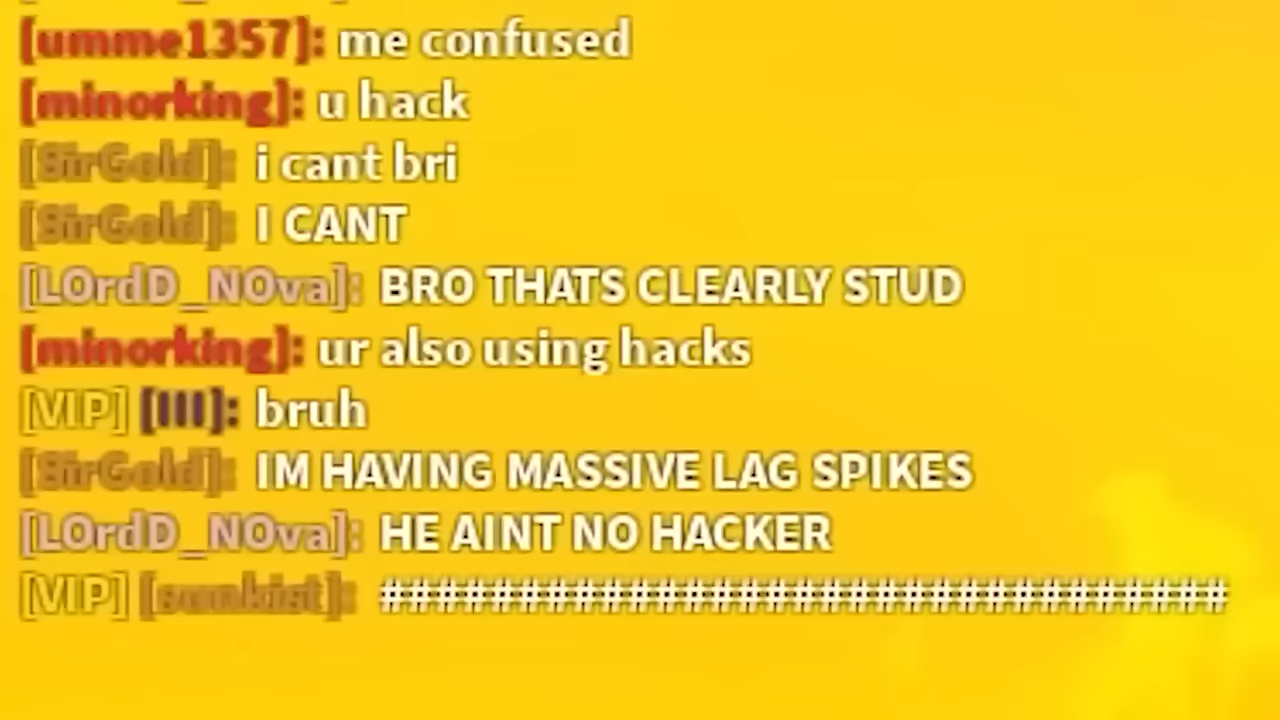 [umme1357]: me confused
[minorking]: u hack
[SirGold]: i cant bri
[SirGold]: I CANT
[LOrdD_NOva]: BRO THATS CLEARLY STUD
[minorking]: ur also using hacks
[VIP] [III]: bruh
[SirGold]: IM HAVING MASSIVE LAG SPIKES
[LOrdD_NOva]: HE AINT NO HACKER
[VIP] [sunkist]: ###################################